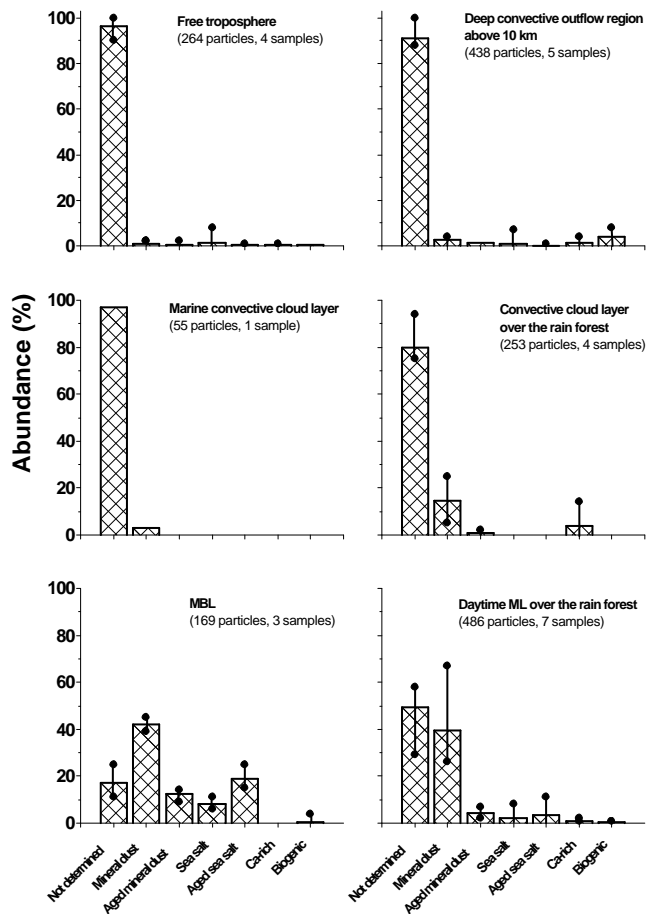 Free troposphere
(264 particles, 4 samples)
100
80
60
40
20
0
Deep convective outflow region
above 10 km
(438 particles, 5 samples)
Abundance (%)
Marine convective cloud layer
(55 particles, 1 sample)
100
80
60
40
20
0
Convective cloud layer
over the rain forest
(253 particles, 4 samples)
MBL
(169 particles, 3 samples)
100
80
60
40
20
0
Not determined
Mineral dust
Aged mineral dust
Sea salt
Aged sea salt
Ca-rich
Biogenic
Daytime ML over the rain forest
(486 particles, 7 samples)
Not determined
Mineral dust
Aged mineral dust
Sea salt
Aged sea salt
Ca-rich
Biogenic